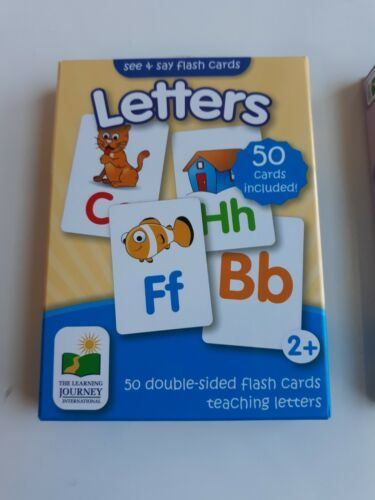 see & say flash cards
Letters
50
cards
included!
C
Hh
Ff
Bb
2+
THE LEARNING
JOURNEY
INTERNATIONAL
50 double-sided flash cards
teaching letters